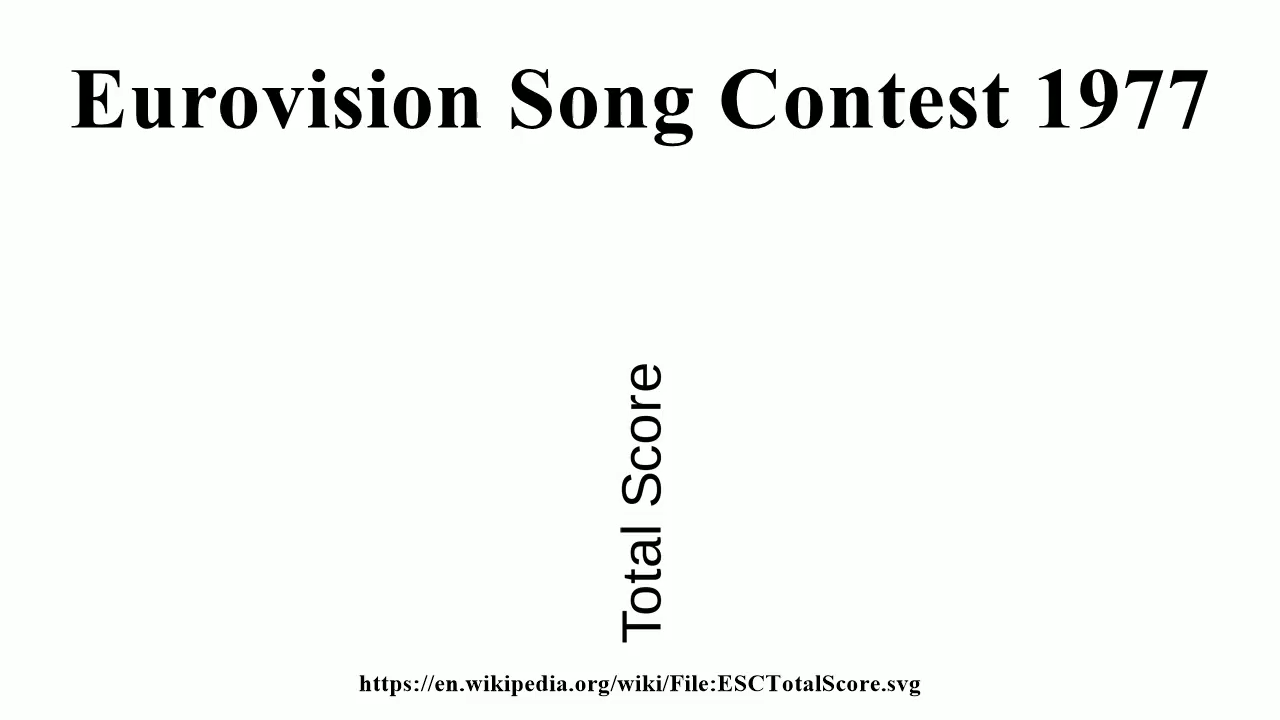 Eurovision Song Contest 1977
Total Score
https://en.wikipedia.org/wiki/File:ESCTotalScore.svg